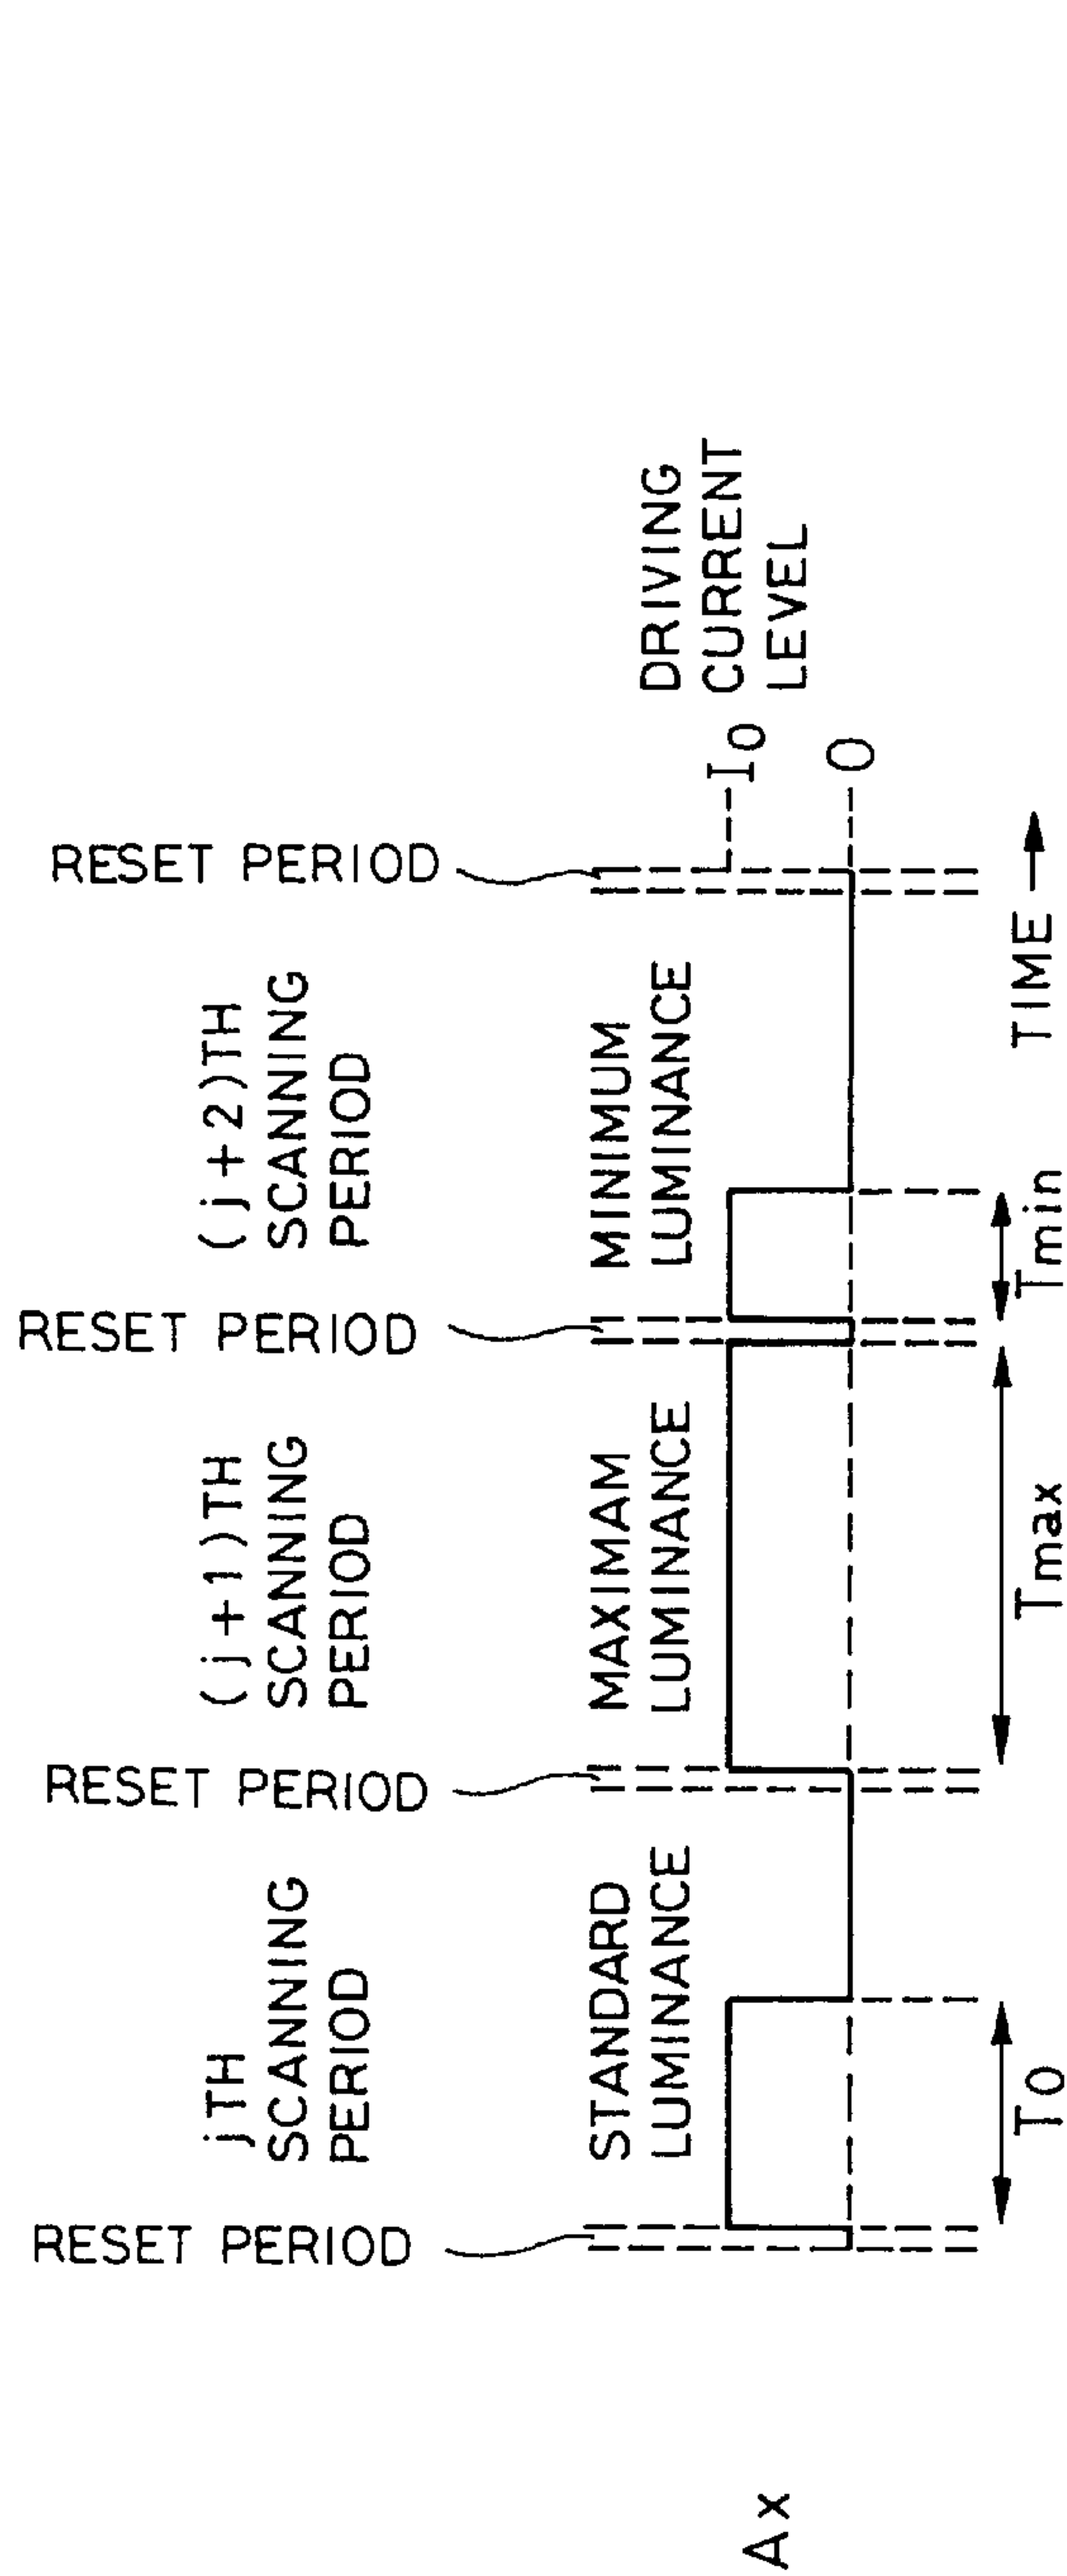 RESET PERIOD
jTH
SCANNING
PERIOD
RESET PERIOD
(j+1)TH
SCANNING
PERIOD
RESET PERIOD
(j+2)TH
SCANNING
PERIOD
RESET PERIOD
STANDARD
LUMINANCE
MAXIMAM
LUMINANCE
MINIMUM
LUMINANCE
DRIVING
CURRENT
LEVEL
Ax
I0
0
T0
Tmax
Tmin
TIME